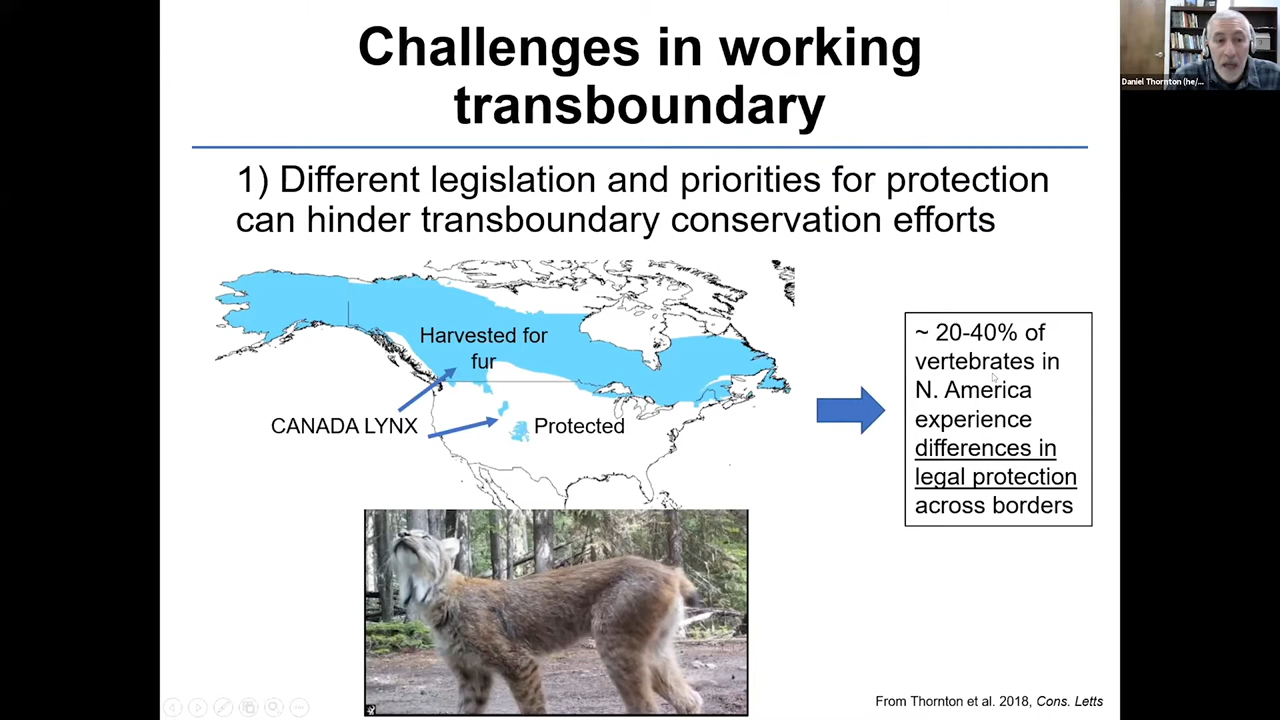 Challenges in working
transboundary
1) Different legislation and priorities for protection
can hinder transboundary conservation efforts
Harvested for
fur
CANADA LYNX
Protected
~ 20-40% of
vertebrates in
N. America
experience
differences in
legal protection
across borders
From Thornton et al. 2018, Cons. Letts
Daniel Thornton (he/...